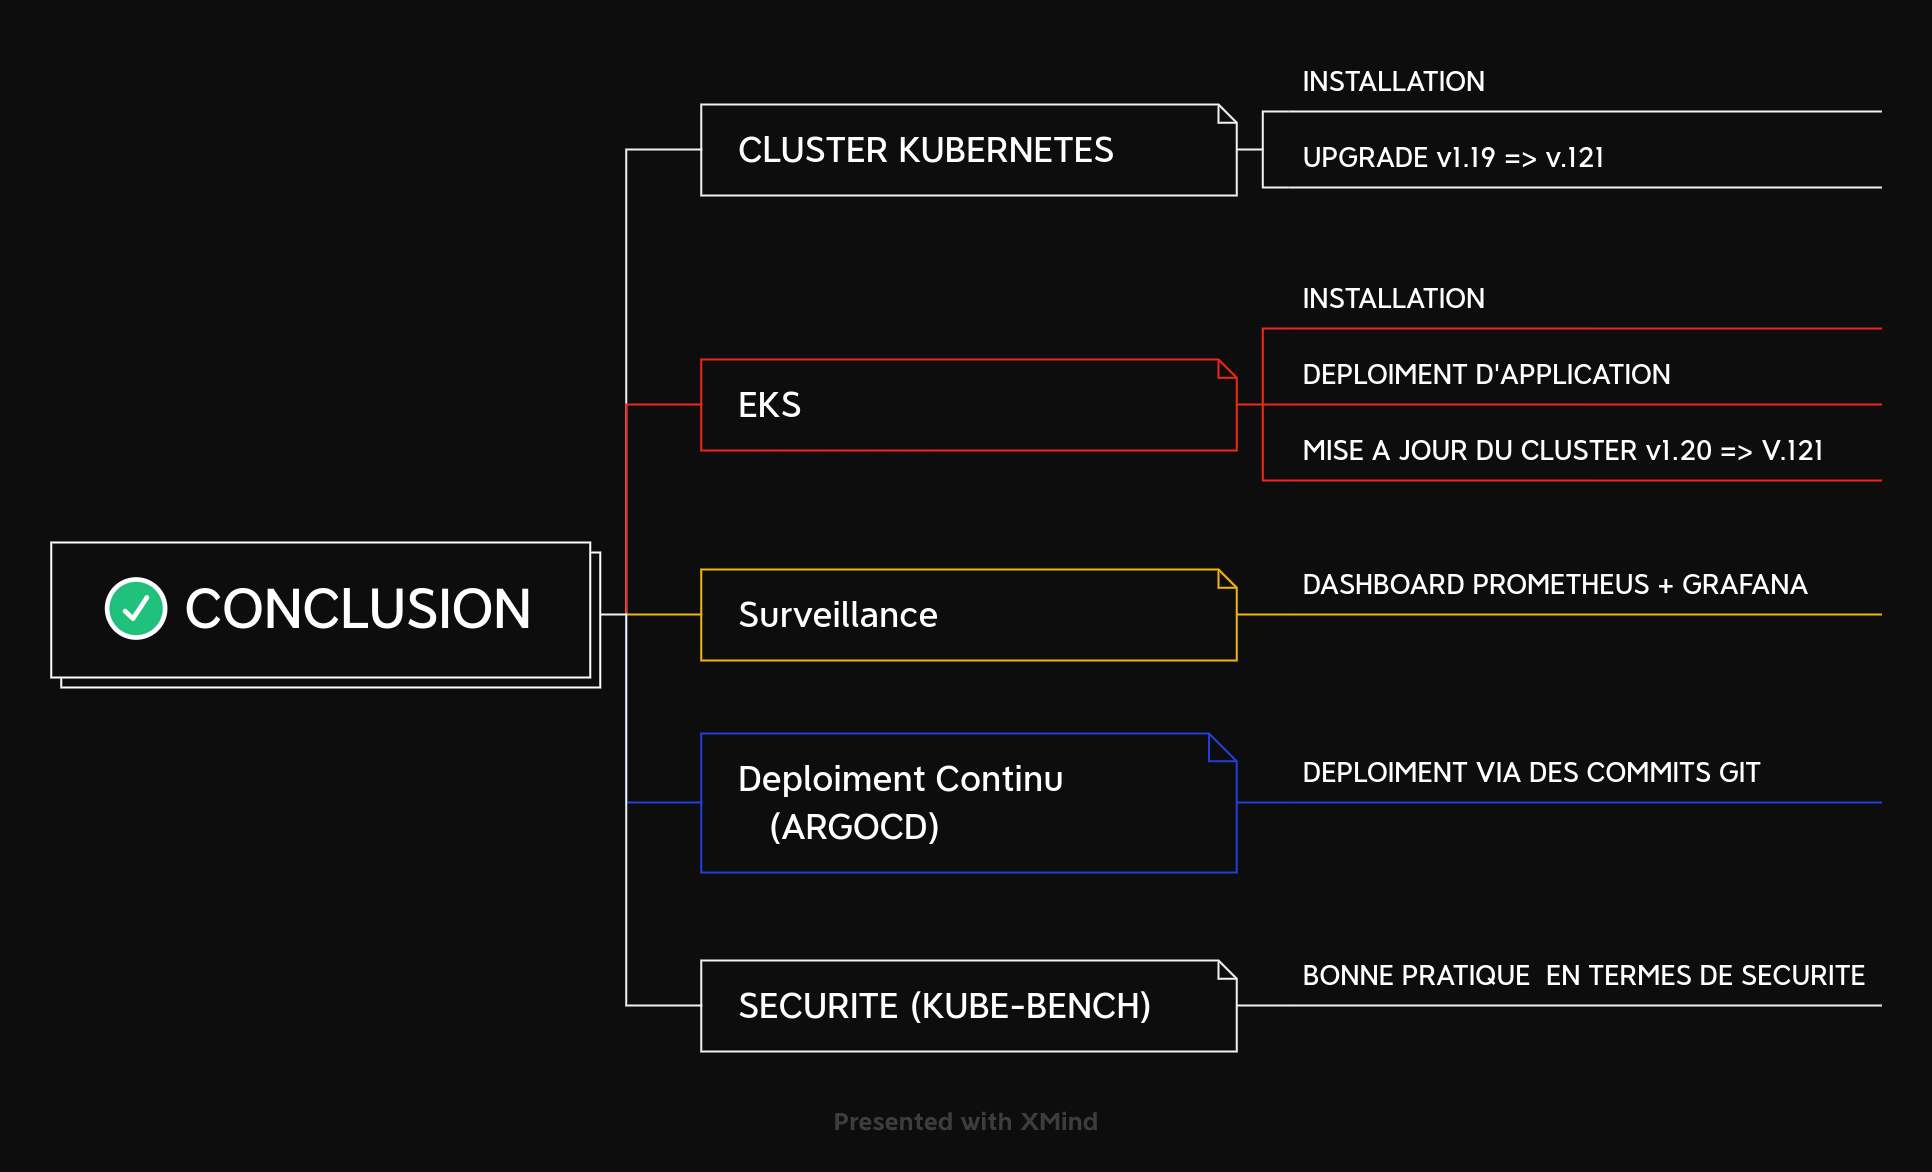 CONCLUSION
CLUSTER KUBERNETES
INSTALLATION
UPGRADE v1.19 => v.121
EKS
INSTALLATION
DEPLOIMENT D'APPLICATION
MISE A JOUR DU CLUSTER v1.20 => V.121
Surveillance
DASHBOARD PROMETHEUS + GRAFANA
Deploiment Continu
(ARGOCD)
DEPLOIMENT VIA DES COMMITS GIT
SECURITE (KUBE-BENCH)
BONNE PRATIQUE  EN TERMES DE SECURITE
Presented with XMind